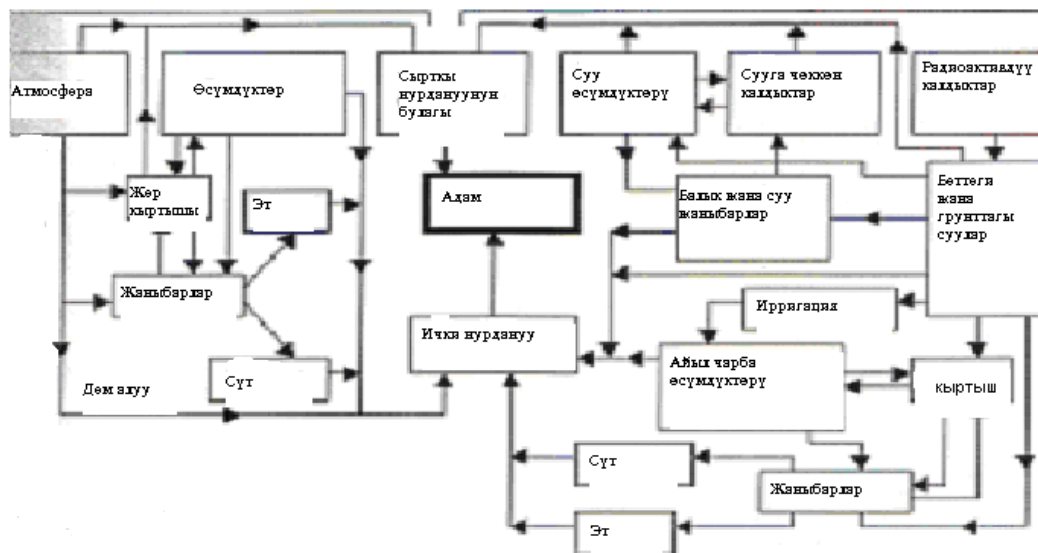 Атмосфера
Өсүмдүктөр
Сырткы
нурдануунун
булагы
Суу
өсүмдүктөрү
Сууга чөккөн
калдыктар
Радиоактивдүү
калдыктар
Жер
кыртышы
Эт
Адам
Балык жана суу
жаныбарлар
Беттеги
жана
грунттагы
суулар
Жаныбарлар
Ирригация
Ички нурдануу
Айыл чарба
өсүмдүктөрү
кыртыш
Сүт
Дем алуу
Сүт
Жаныбарлар
Эт